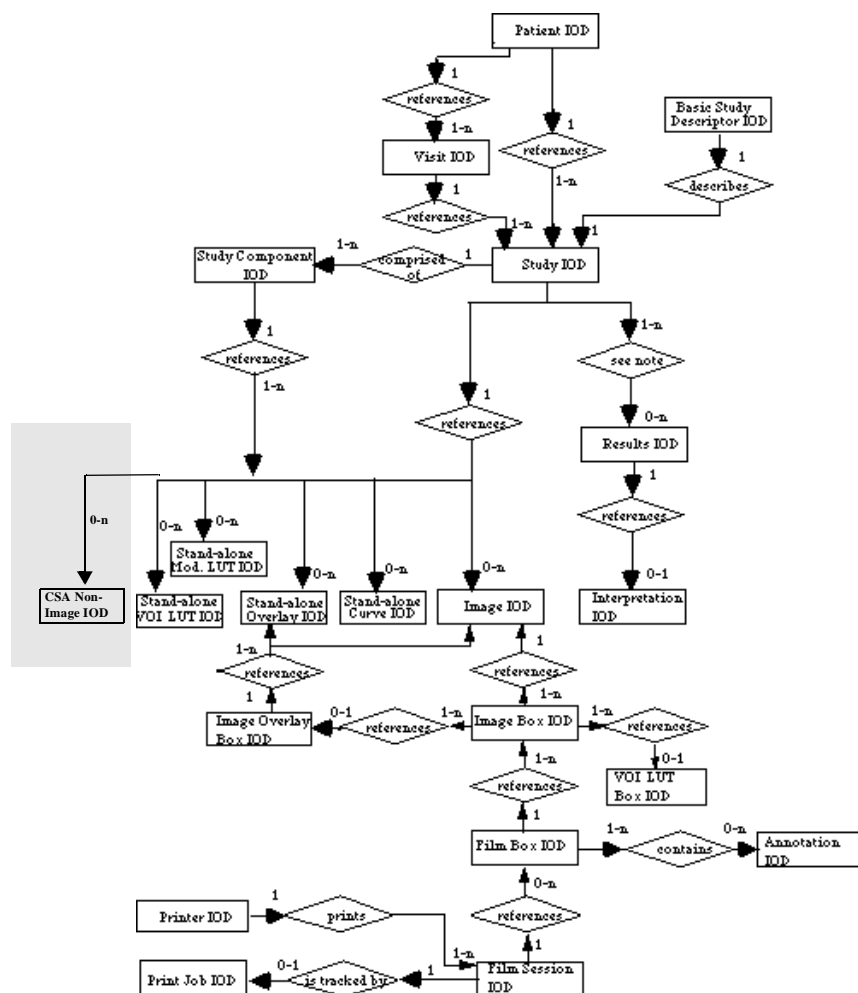 Patient IOD
1
references
1-n
Visit IOD
1
references
1-n
1
references
1-n
Basic Study
Descriptor IOD
1
describes
1
Study IOD
1
comprised
of
1-n
Study Component
IOD
1
references
1-n
1
references
1-n
see note
0-n
Results IOD
1
references
0-1
Interpretation
IOD
0-n
CSA Non-
Image IOD
0-n
Stand-alone
VOI LUT IOD
0-n
Stand-alone
Mod. LUT IOD
0-n
Stand-alone
Overlay IOD
0-n
Stand-alone
Curve IOD
0-n
Image IOD
1-n
references
1
Image Overlay
Box IOD
1
references
1-n
0-1
references
1-n
Image Box IOD
1-n
references
0-1
VOI LUT
Box IOD
1-n
references
1
Film Box IOD
1-n
contains
0-n
Annotation
IOD
0-n
references
1
Printer IOD
1
prints
1-n
Print Job IOD
0-1
is tracked by
1
Film Session
IOD